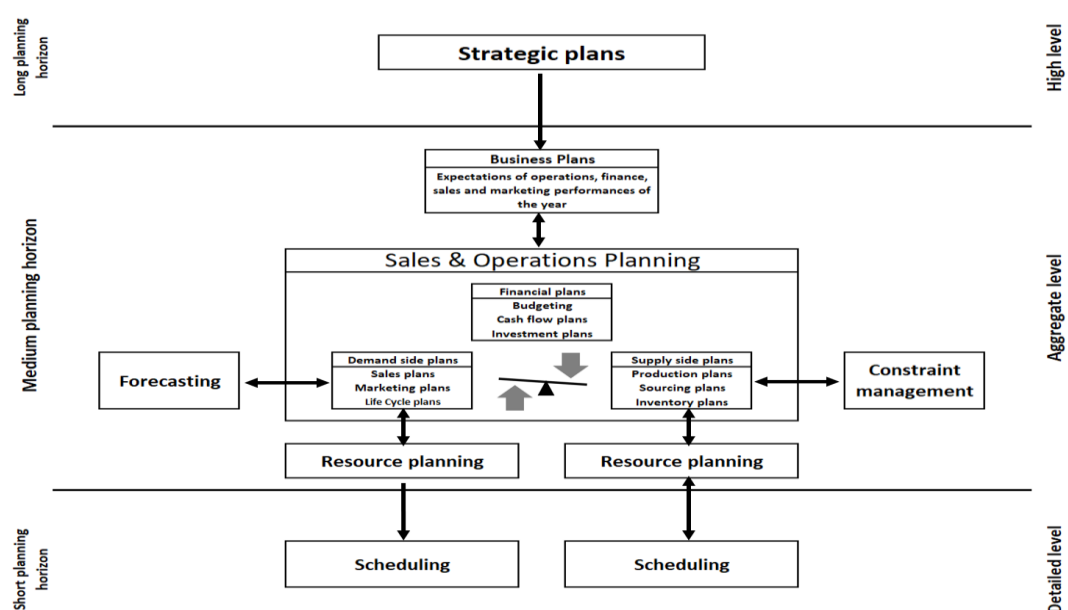 Long planning
horizon
High level
Strategic plans
Business Plans
Expectations of operations, finance,
sales and marketing performances of
the year
Medium planning horizon
Aggregate level
Sales & Operations Planning
Financial plans
Budgeting
Cash flow plans
Investment plans
Forecasting
Demand side plans
Sales plans
Marketing plans
Life Cycle plans
Supply side plans
Production plans
Sourcing plans
Inventory plans
Constraint
management
Resource planning
Resource planning
Short planning
horizon
Detailed level
Scheduling
Scheduling